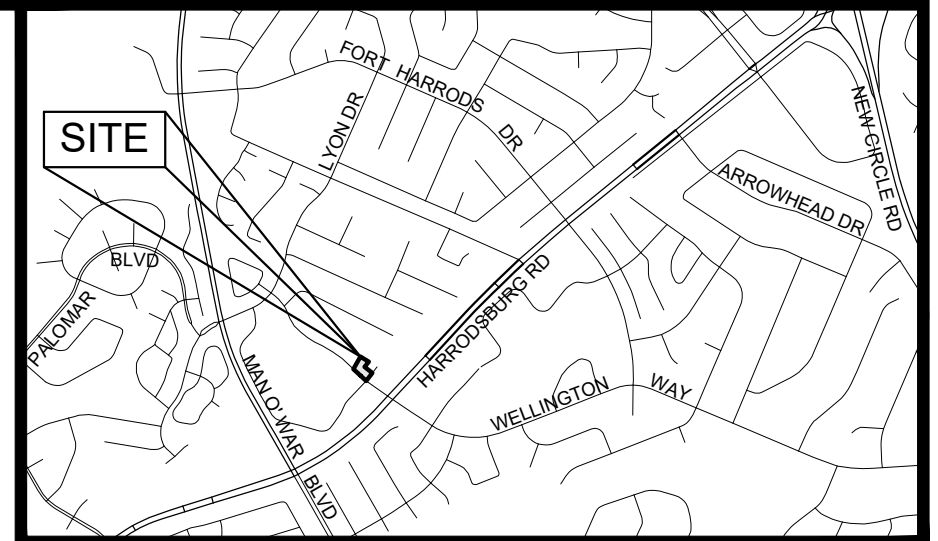 FORT HARRODS DR
SITE
LYON DR
NEW CIRCLE RD
ARROWHEAD DR
BLVD
PALOMAR
HARRODSBURG RD
MAN O' WAR BLVD
WELLINGTON WAY